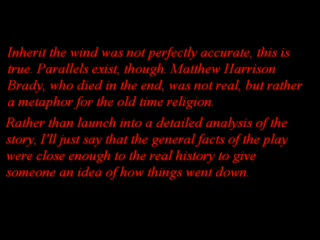 Inherit the wind was not perfectly accurate, this is
true. Parallels exist, though. Matthew Harrison
Brady, who died in the end, was not real, but rather
a metaphor for the old time religion.
Rather than launch into a detailed analysis of the
story, I'll just say that the general facts of the play
were close enough to the real history to give
someone an idea of how things went down.